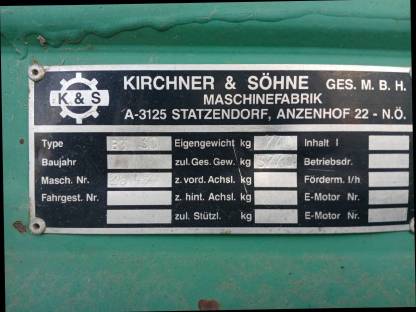 K & S
KIRCHNER & SÖHNE GES. M. B. H.
MASCHINEFABRIK
A-3125 STATZENDORF, ANZENHOF 22 - N.Ö.
Type Eigengewicht kg Inhalt l
Baujahr zul. Ges. Gew. kg Betriebsdr.
Masch. Nr. z. vord. Achsl. kg Förderm. l/h
Fahrgest. Nr. z. hint. Achsl. kg E-Motor Nr.
zul. Stützl. kg E-Motor Nr.